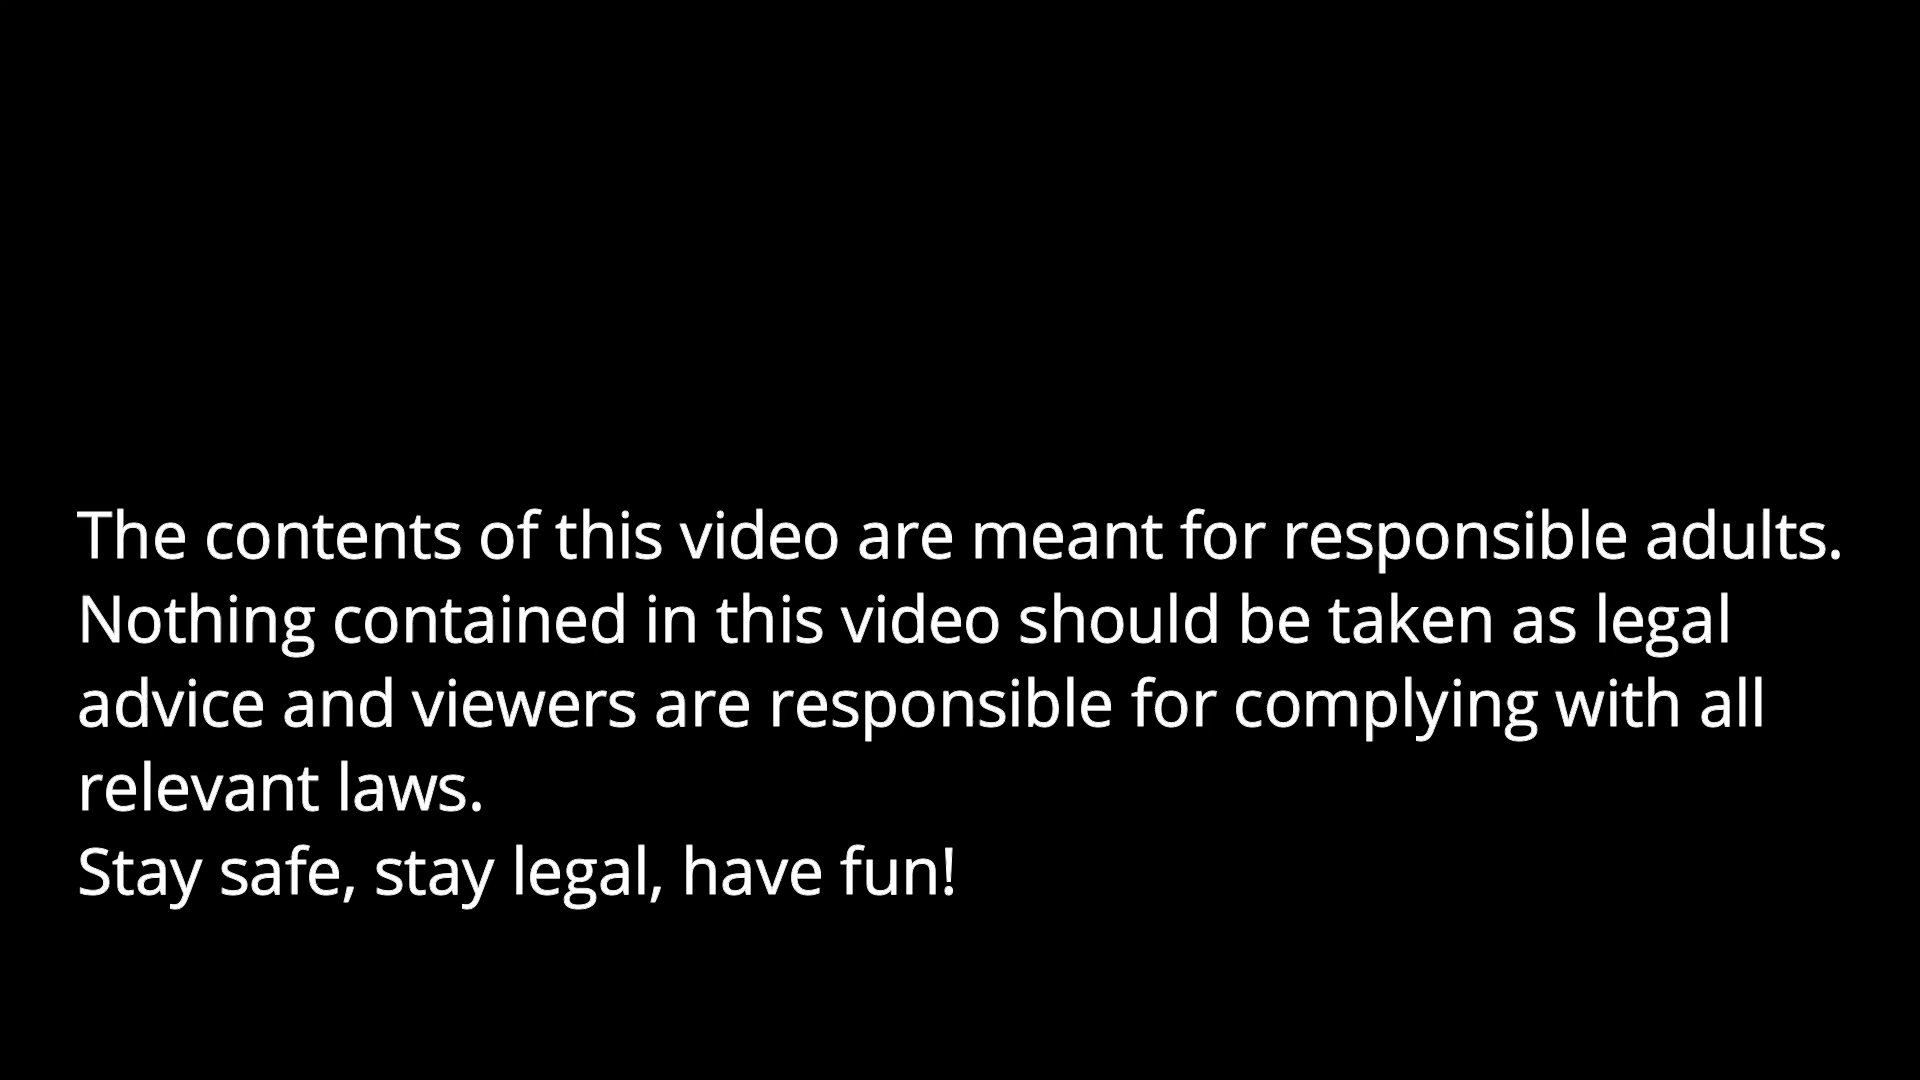 The contents of this video are meant for responsible adults.
Nothing contained in this video should be taken as legal
advice and viewers are responsible for complying with all
relevant laws.
Stay safe, stay legal, have fun!